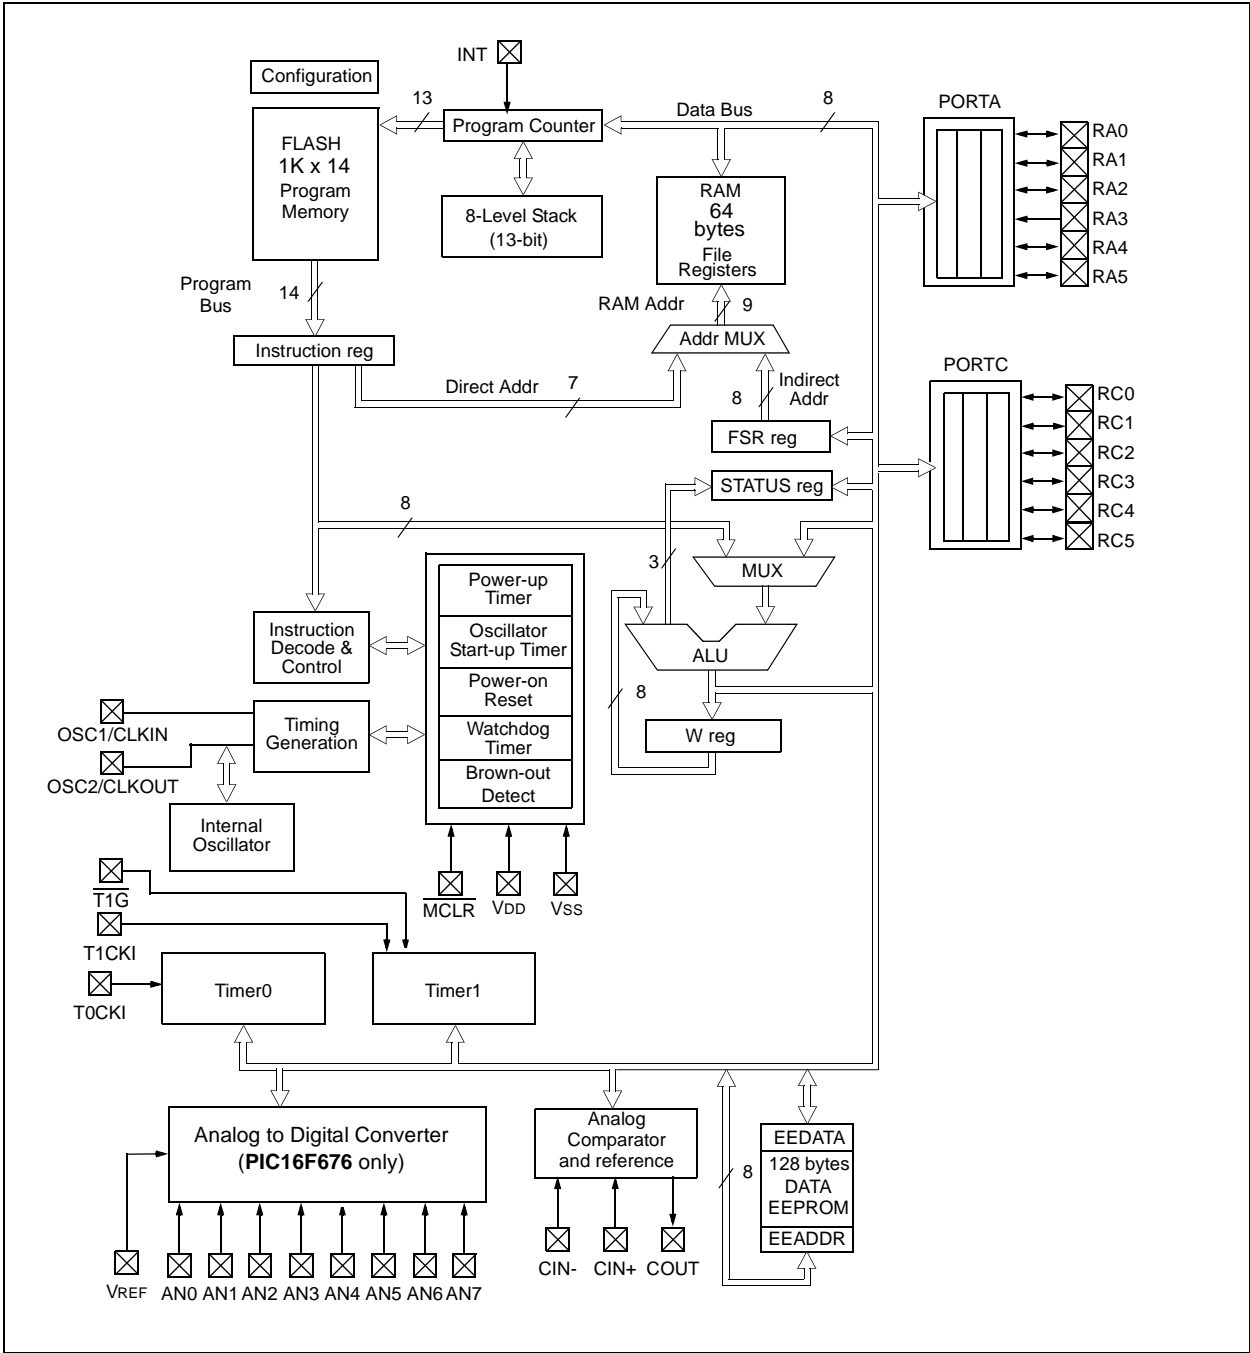 INT
Configuration
13
Data Bus
8
PORTA
FLASH
1K x 14
Program
Memory
Program Counter
8-Level Stack
(13-bit)
RAM
64
bytes
File
Registers
RA0
RA1
RA2
RA3
RA4
RA5
Program
Bus
14
RAM Addr
9
Addr MUX
Instruction reg
Direct Addr
7
8
Indirect
Addr
FSR reg
STATUS reg
PORTC
RC0
RC1
RC2
RC3
RC4
RC5
8
3
MUX
ALU
8
W reg
Instruction
Decode &
Control
Power-up
Timer
Oscillator
Start-up Timer
Power-on
Reset
Watchdog
Timer
Brown-out
Detect
OSC1/CLKIN
OSC2/CLKOUT
Timing
Generation
Internal
Oscillator
T1G
MCLR
VDD
VSS
T1CKI
T0CKI
Timer0
Timer1
Analog to Digital Converter
(PIC16F676 only)
Analog
Comparator
and reference
8
EEDATA
128 bytes
DATA
EEPROM
EEADDR
VREF
AN0 AN1 AN2 AN3 AN4 AN5 AN6 AN7
CIN- CIN+ COUT